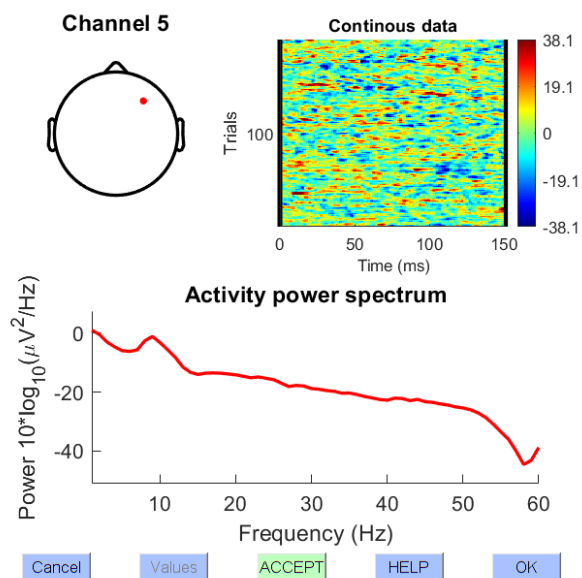 Channel 5
Continous data
Trials
100
0
50
100
150
Time (ms)
38.1
19.1
0
-19.1
-38.1
Activity power spectrum
Power 10*log10(μV2/Hz)
0
-20
-40
10
20
30
40
50
60
Frequency (Hz)
Cancel
Values
ACCEPT
HELP
OK